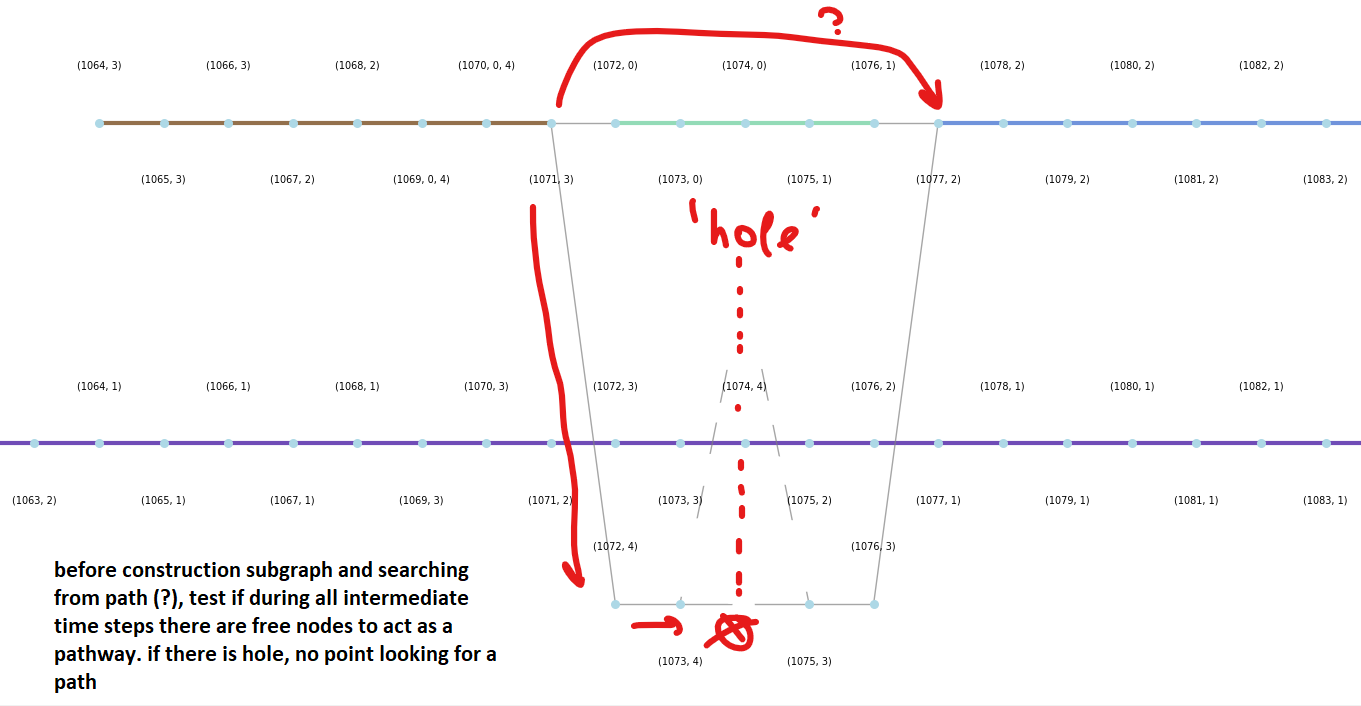 ?
(1064, 3) (1066, 3) (1068, 2) (1070, 0, 4) (1072, 0) (1074, 0) (1076, 1) (1078, 2) (1080, 2) (1082, 2)
(1065, 3) (1067, 2) (1069, 0, 4) (1071, 3) (1073, 0) (1075, 1) (1077, 2) (1079, 2) (1081, 2) (1083, 2)
'hole'
(1064, 1) (1066, 1) (1068, 1) (1070, 3) (1072, 3) (1074, 4) (1076, 2) (1078, 1) (1080, 1) (1082, 1)
(1063, 2) (1065, 1) (1067, 1) (1069, 3) (1071, 2) (1073, 3) (1075, 2) (1077, 1) (1079, 1) (1081, 1) (1083, 1)
(1072, 4) (1076, 3)
before construction subgraph and searching
from path (?), test if during all intermediate
time steps there are free nodes to act as a
pathway. if there is hole, no point looking for a
path
(1073, 4) (1075, 3)